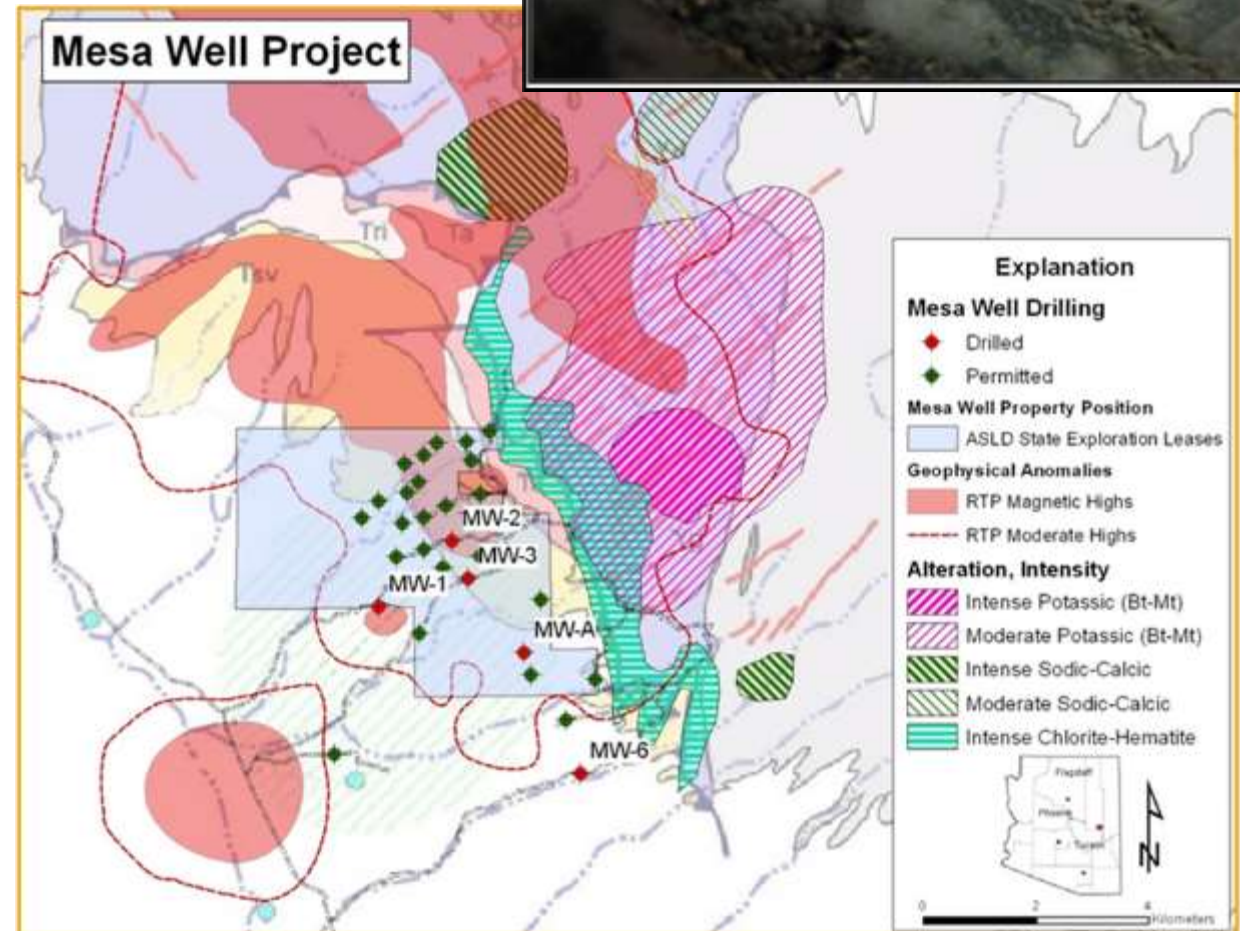 Mesa Well Project
Tri
Ta
Tsv
MW-2
MW-3
MW-1
MW-A
MW-6
Explanation
Mesa Well Drilling
Drilled
Permitted
Mesa Well Property Position
ASLD State Exploration Leases
Geophysical Anomalies
RTP Magnetic Highs
RTP Moderate Highs
Alteration, Intensity
Intense Potassic (Bt-Mt)
Moderate Potassic (Bt-Mt)
Intense Sodic-Calcic
Moderate Sodic-Calcic
Intense Chlorite-Hematite
Flagstaff
Phoenix
Tucson
N
0 2 4
Kilometers